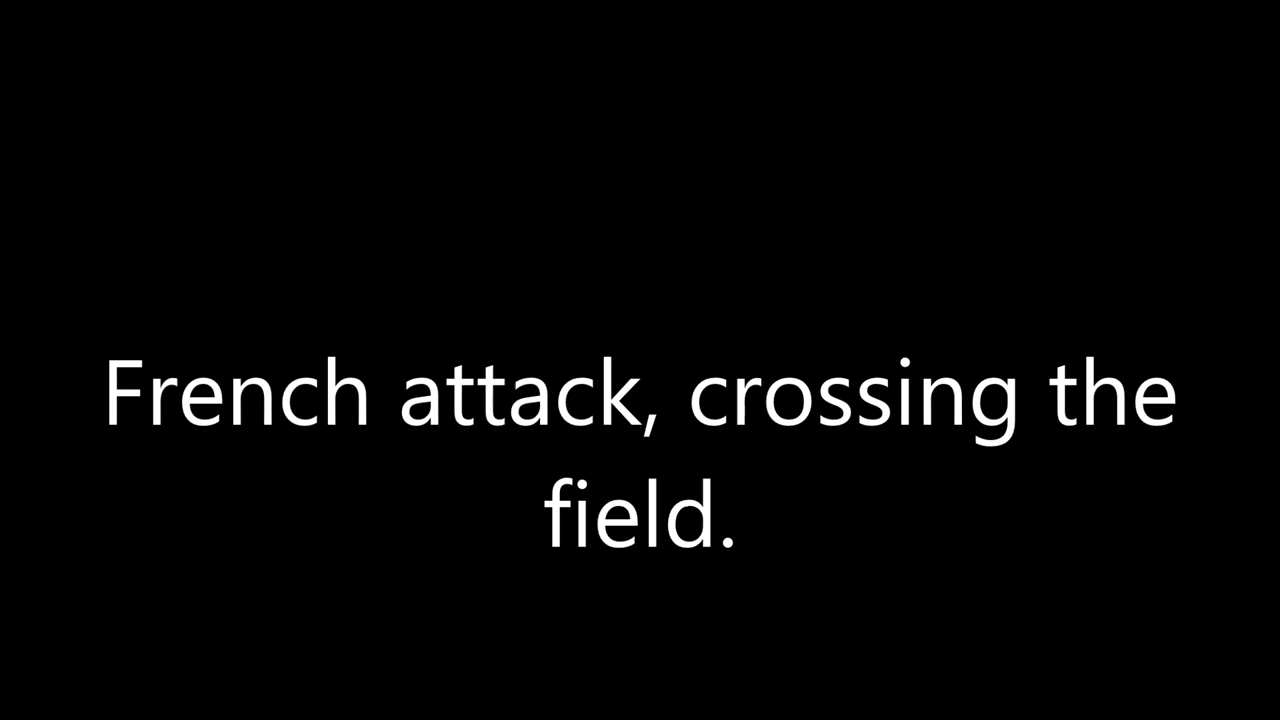 French attack, crossing the
field.